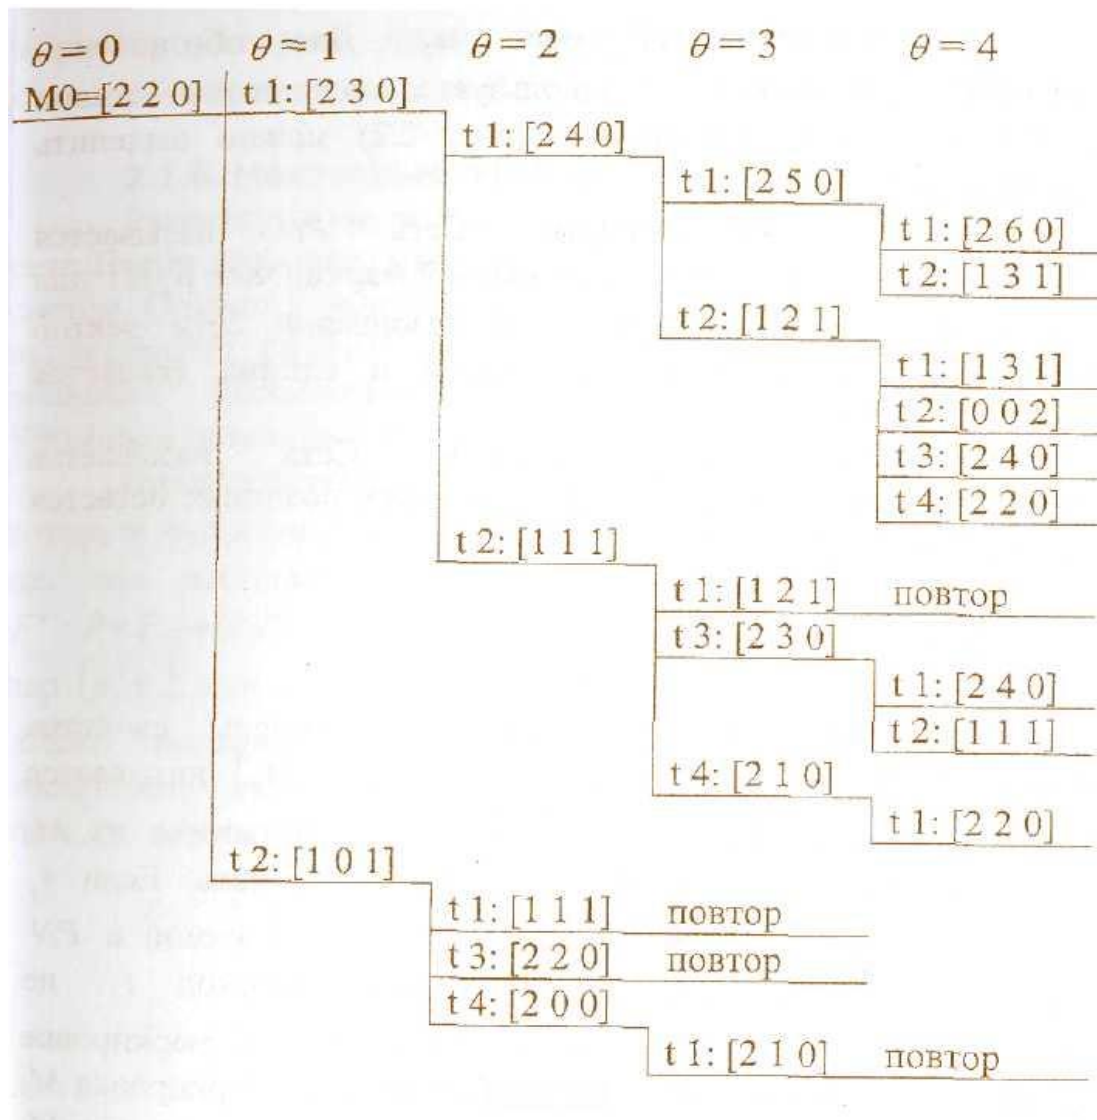 θ = 0 θ = 1 θ = 2 θ = 3 θ = 4
M0=[2 2 0] t 1: [2 3 0]
t 1: [2 4 0]
t 1: [2 5 0]
t 1: [2 6 0]
t 2: [1 3 1]
t 2: [1 2 1]
t 1: [1 3 1]
t 2: [0 0 2]
t 3: [2 4 0]
t 4: [2 2 0]
t 2: [1 1 1]
t 1: [1 2 1] повтор
t 3: [2 3 0]
t 1: [2 4 0]
t 2: [1 1 1]
t 4: [2 1 0]
t 1: [2 2 0]
t 2: [1 0 1]
t 1: [1 1 1] повтор
t 3: [2 2 0] повтор
t 4: [2 0 0]
t 1: [2 1 0] повтор